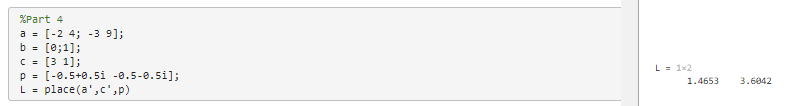 %Part 4
a = [-2 4; -3 9];
b = [0;1];
c = [3 1];
p = [-0.5+0.5i -0.5-0.5i];
L = place(a',c',p)
L = 1×2
1.4653 3.6042